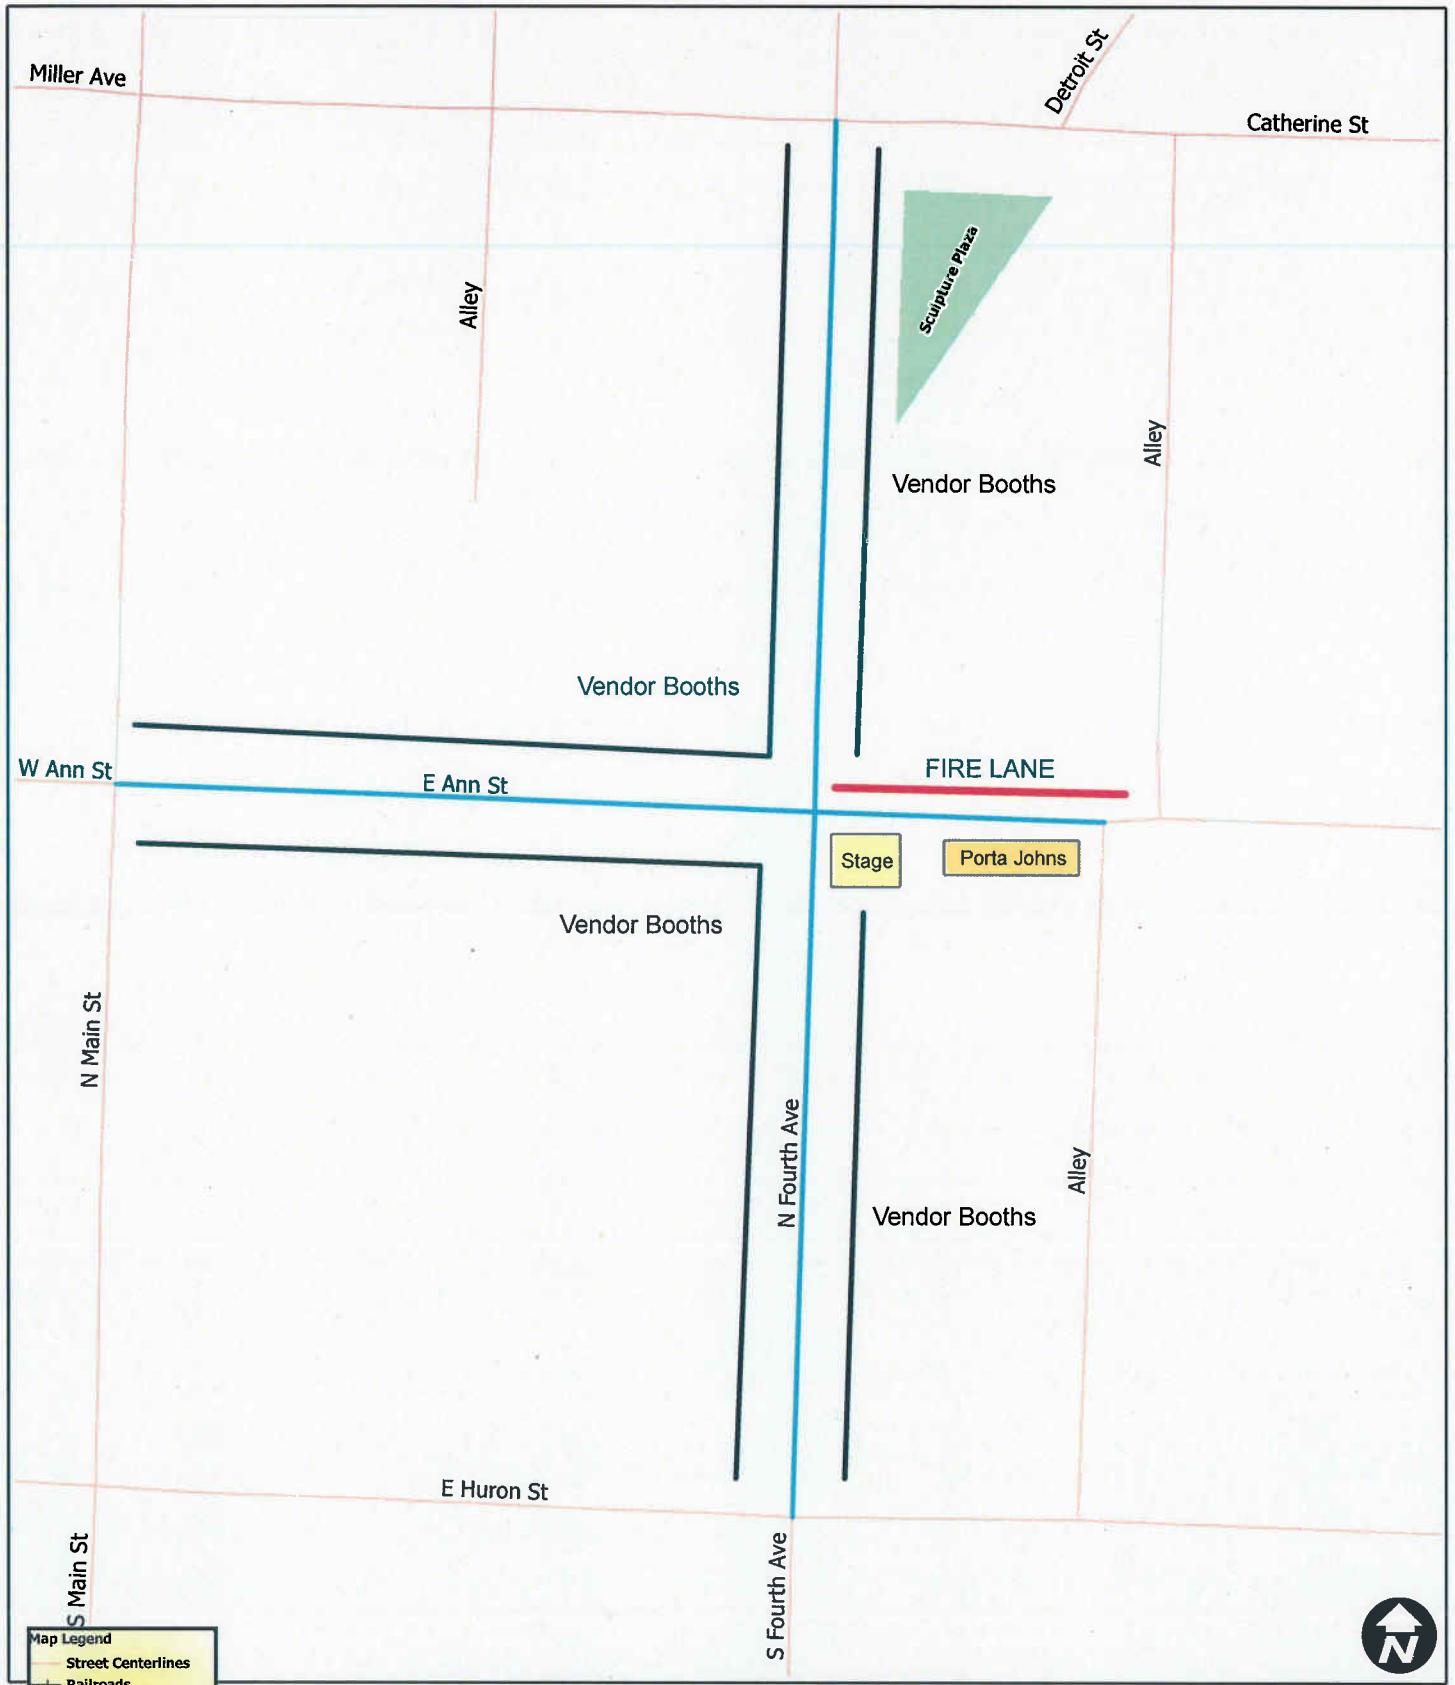 Miller Ave
Detroit St
Catherine St
Sculpture Plaza
Alley
Alley
Vendor Booths
Vendor Booths
W Ann St
E Ann St
FIRE LANE
Stage
Porta Johns
Vendor Booths
N Main St
N Fourth Ave
Alley
Vendor Booths
E Huron St
S Main St
S Fourth Ave
Map Legend
Street Centerlines
Railroads
N